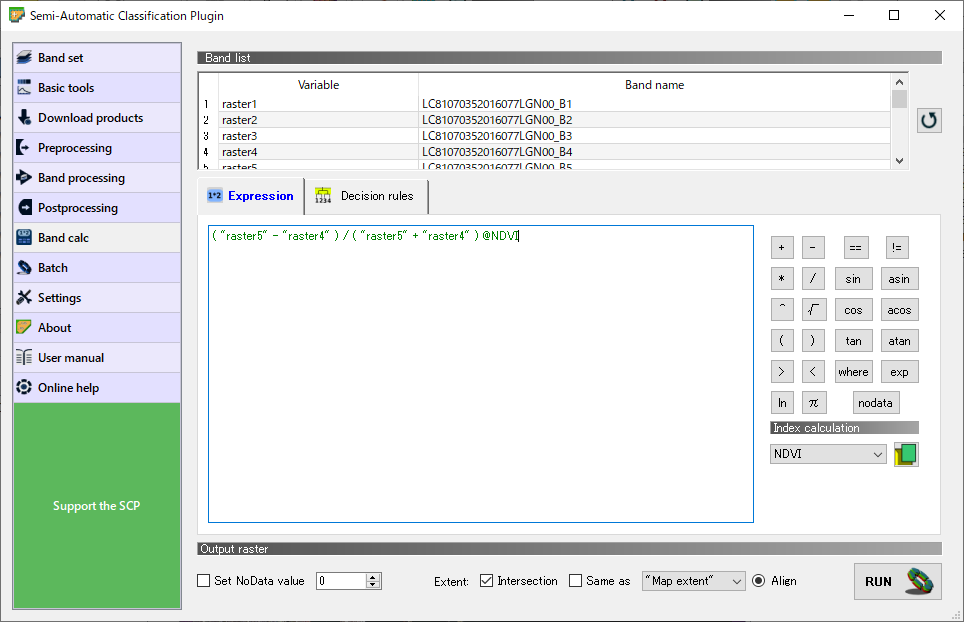 Semi-Automatic Classification Plugin
Band set
Basic tools
Download products
Preprocessing
Band processing
Postprocessing
Band calc
Batch
Settings
About
User manual
Online help
Support the SCP
Band list
Variable Band name
1 raster1 LC81070352016077LGN00_B1
2 raster2 LC81070352016077LGN00_B2
3 raster3 LC81070352016077LGN00_B3
4 raster4 LC81070352016077LGN00_B4
5 raster5 LC81070352016077LGN00_B5
1*2 Expression 1234 Decision rules
( "raster5" - "raster4" ) / ( "raster5" + "raster4" ) @NDVI
+ - == !=
* / sin asin
^ √ cos acos
( ) tan atan
> < where exp
ln π nodata
Index calculation
NDVI
Output raster
Set NoData value 0 Extent: Intersection Same as "Map extent" Align RUN